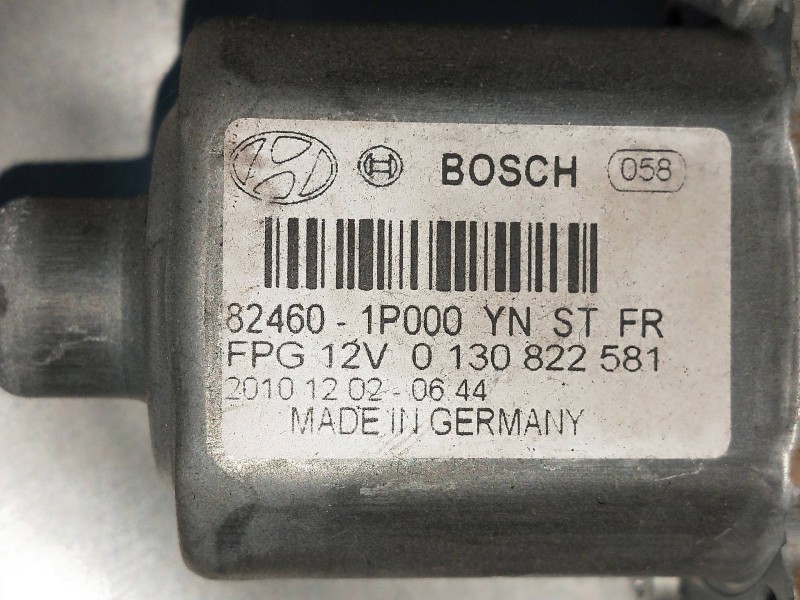 BOSCH 058
82460 - 1P000 YN ST FR
FPG 12V 0 130 822 581
2010 12 02 - 06 44
MADE IN GERMANY